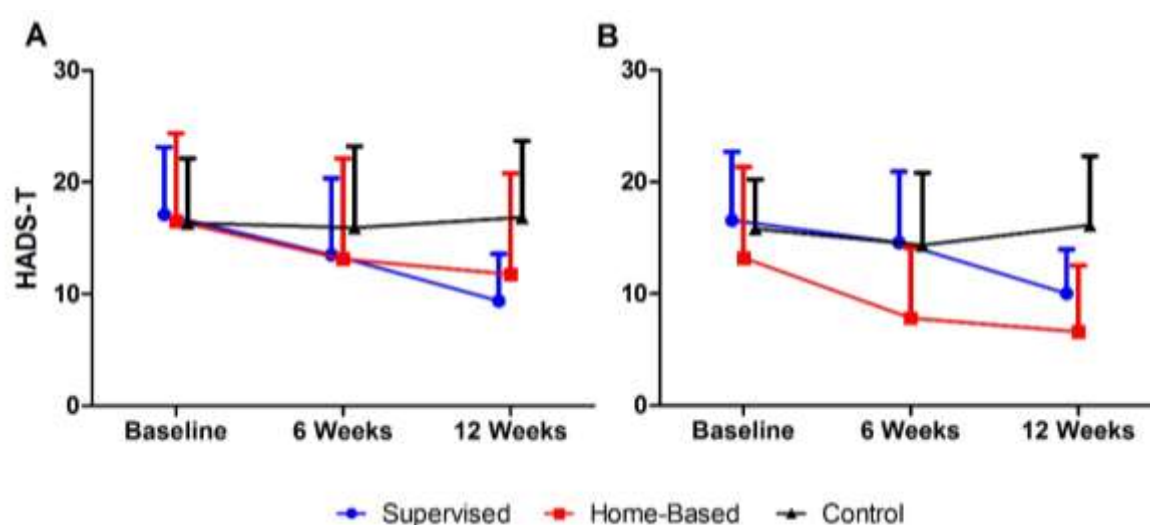 A
B
30
20
10
0
HADS-T
Baseline
6 Weeks
12 Weeks
30
20
10
0
Baseline
6 Weeks
12 Weeks
Supervised
Home-Based
Control